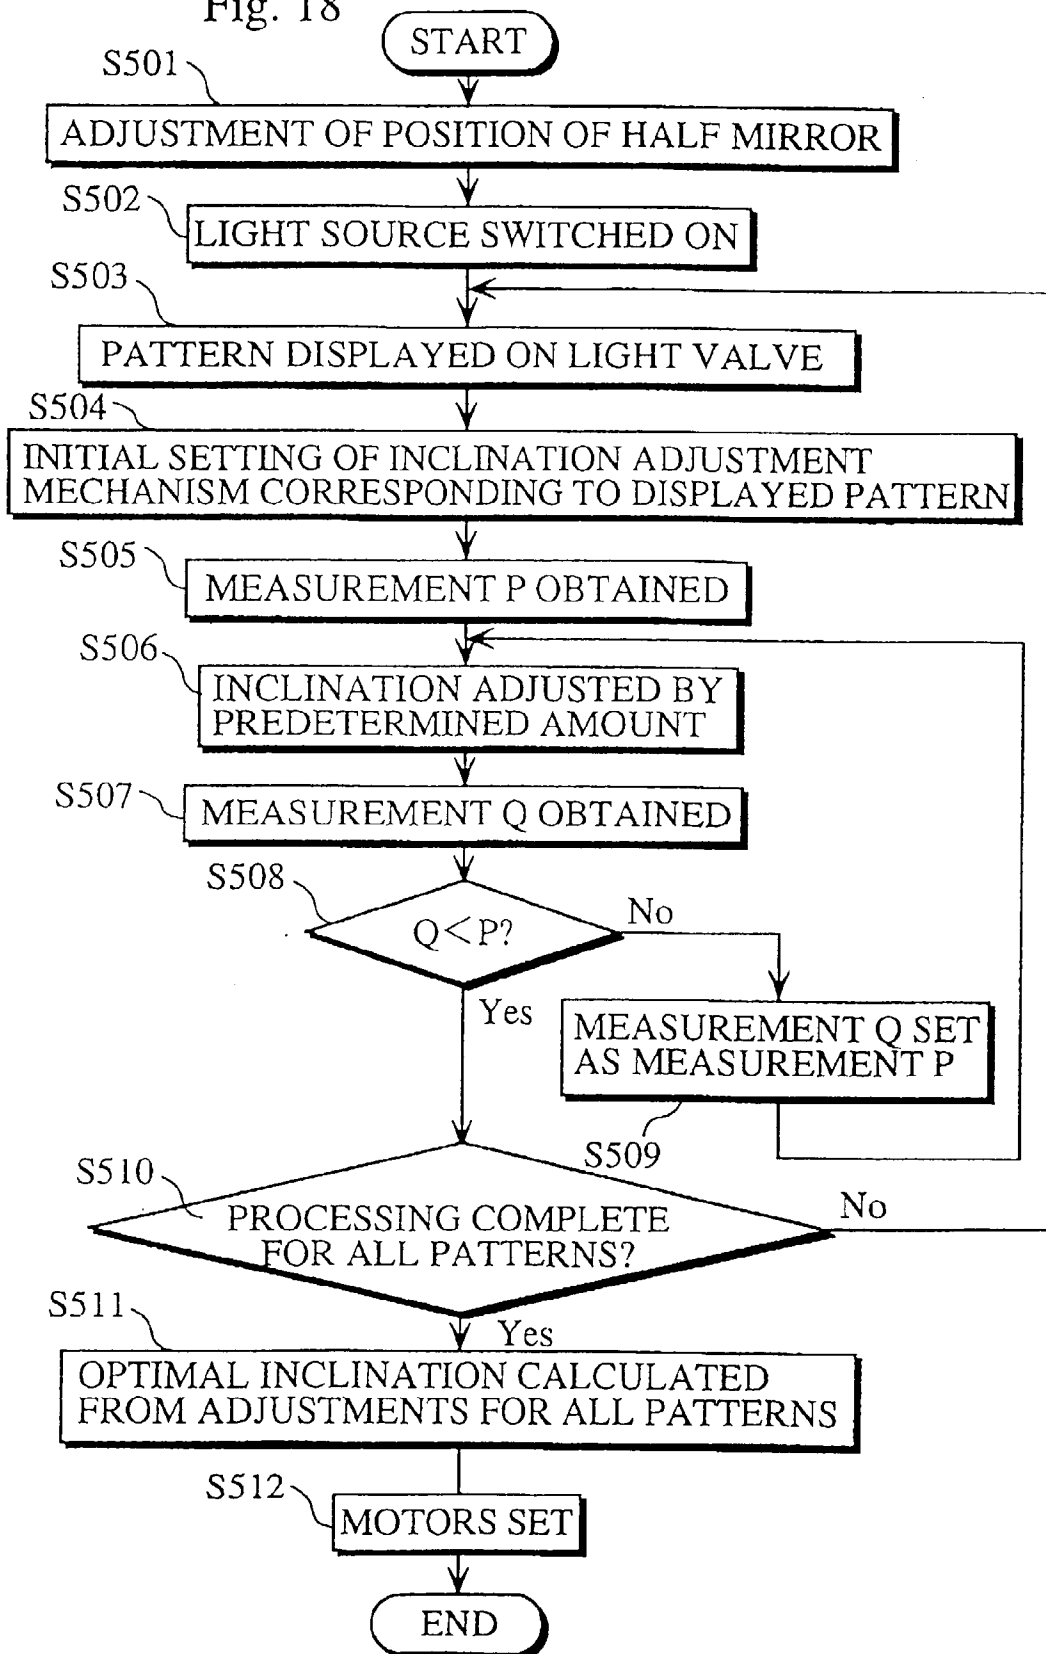 Fig. 18
START
S501
ADJUSTMENT OF POSITION OF HALF MIRROR
S502
LIGHT SOURCE SWITCHED ON
S503
PATTERN DISPLAYED ON LIGHT VALVE
S504
INITIAL SETTING OF INCLINATION ADJUSTMENT
MECHANISM CORRESPONDING TO DISPLAYED PATTERN
S505
MEASUREMENT P OBTAINED
S506
INCLINATION ADJUSTED BY
PREDETERMINED AMOUNT
S507
MEASUREMENT Q OBTAINED
S508
Q<P?
No
Yes
MEASUREMENT Q SET
AS MEASUREMENT P
S509
S510
PROCESSING COMPLETE
FOR ALL PATTERNS?
No
Yes
S511
OPTIMAL INCLINATION CALCULATED
FROM ADJUSTMENTS FOR ALL PATTERNS
S512
MOTORS SET
END